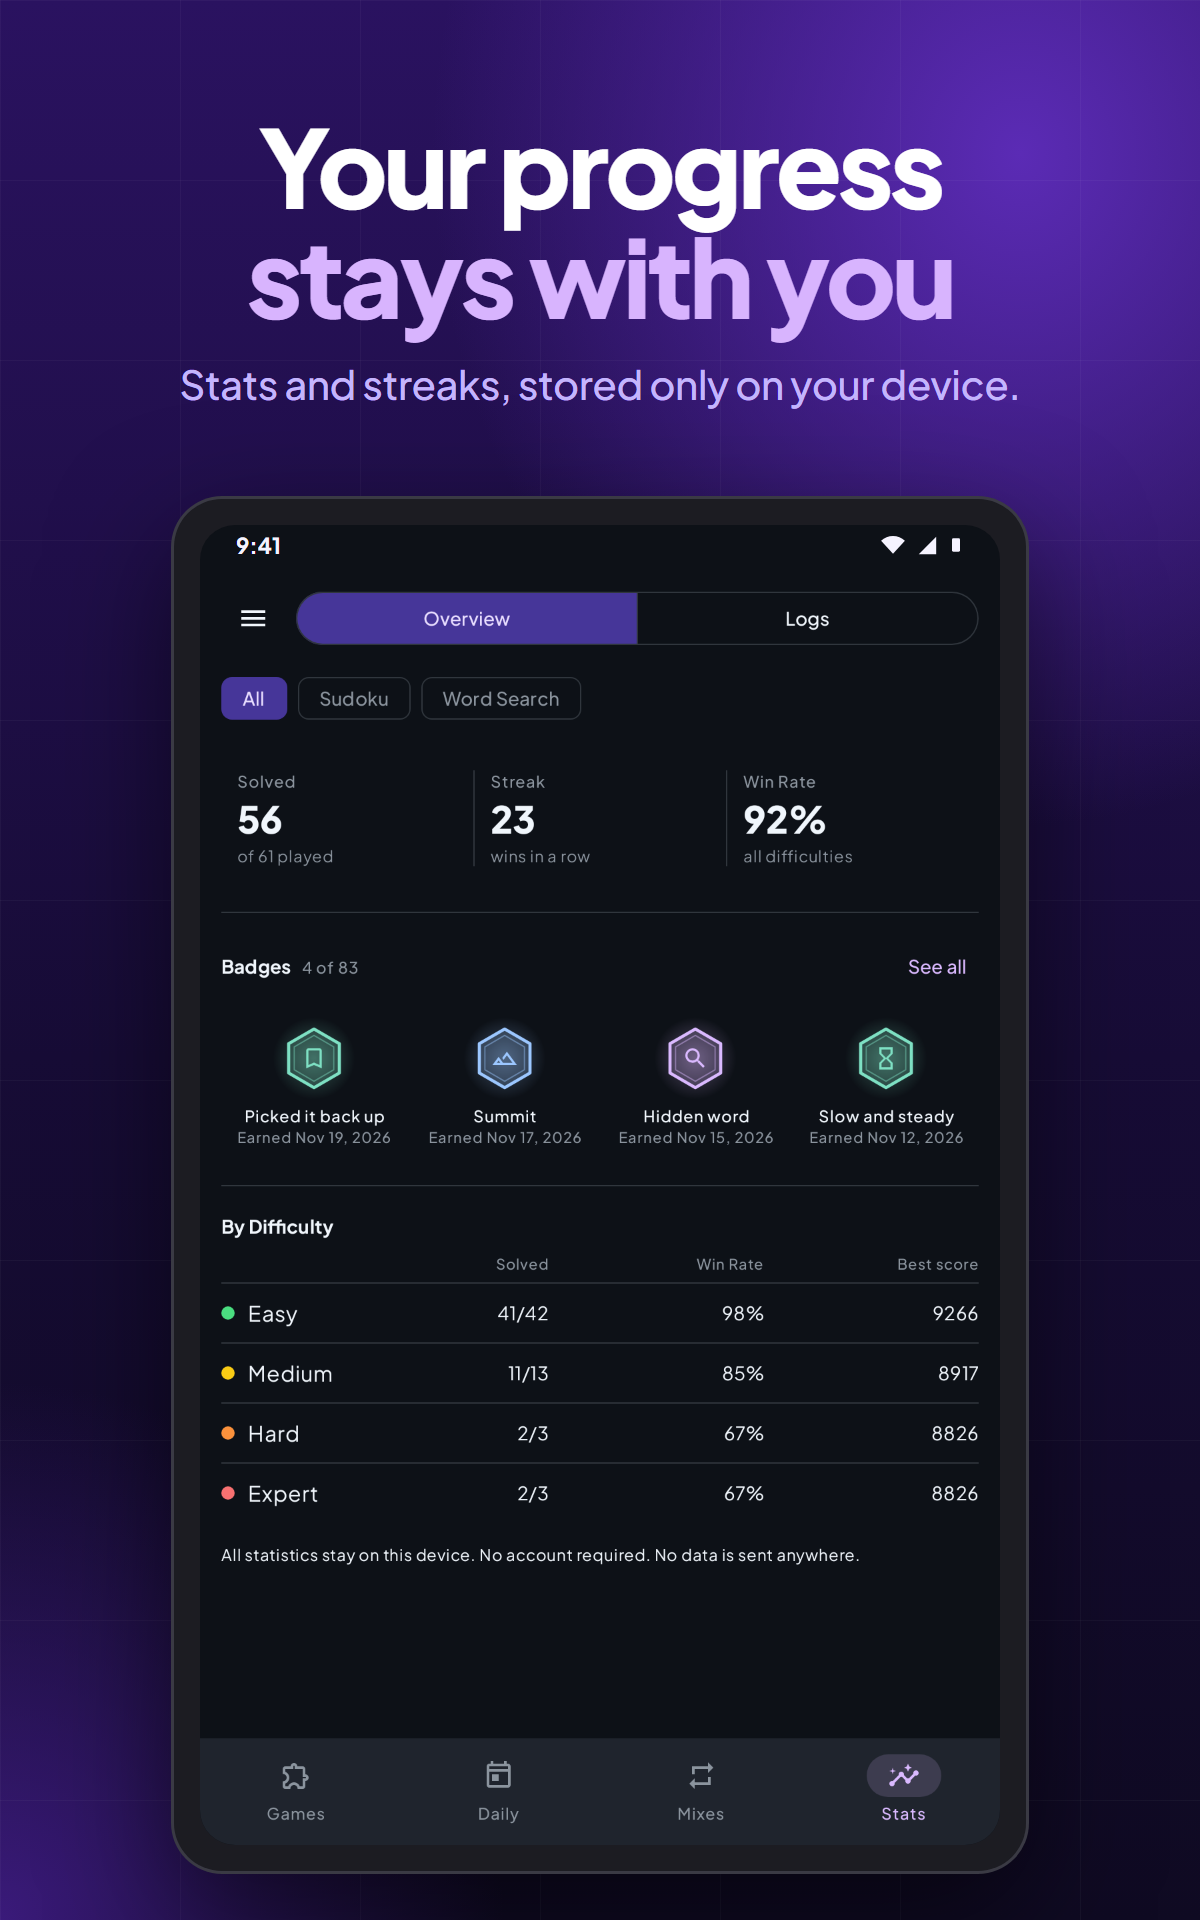 Your progress
stays with you
Stats and streaks, stored only on your device.
9:41
Overview
Logs
All
Sudoku
Word Search
Solved
56
of 61 played
Streak
23
wins in a row
Win Rate
92%
all difficulties
Badges 4 of 83
See all
Picked it back up
Earned Nov 19, 2026
Summit
Earned Nov 17, 2026
Hidden word
Earned Nov 15, 2026
Slow and steady
Earned Nov 12, 2026
By Difficulty
Solved Win Rate Best score
Easy 41/42 98% 9266
Medium 11/13 85% 8917
Hard 2/3 67% 8826
Expert 2/3 67% 8826
All statistics stay on this device. No account required. No data is sent anywhere.
Games
Daily
Mixes
Stats